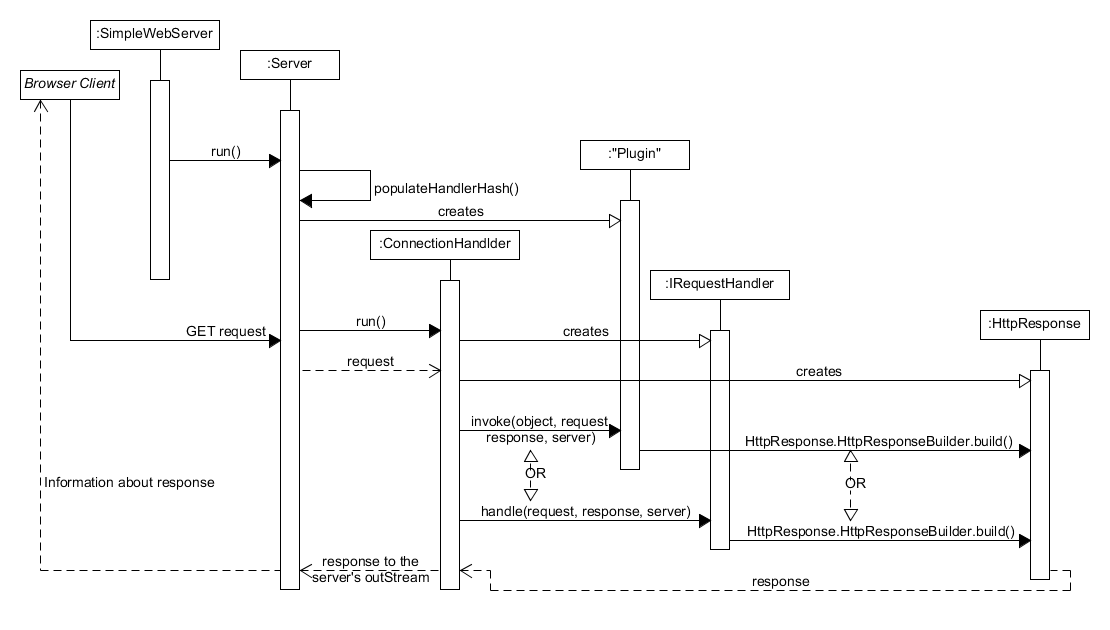 :SimpleWebServer
:Server
Browser Client
run()
:"Plugin"
populateHandlerHash()
creates
:ConnectionHandlder
:IRequestHandler
:HttpResponse
GET request
run()
creates
request
creates
invoke(object, request
response, server)
HttpResponse.HttpResponseBuilder.build()
OR
OR
Information about response
handle(request, response, server)
HttpResponse.HttpResponseBuilder.build()
response to the
server's outStream
response